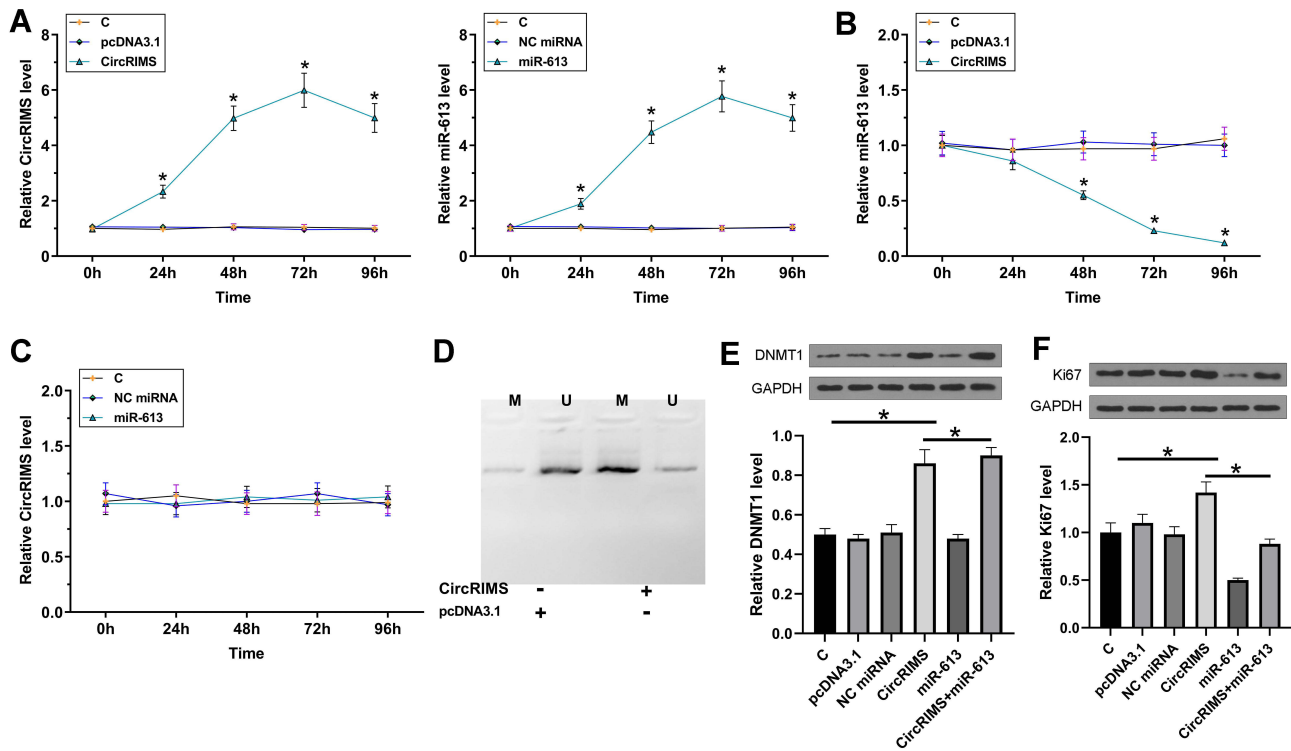 A
C
pcDNA3.1
CircRIMS
Relative CircRIMS level
8
6
4
2
0
* * * *
0h 24h 48h 72h 96h
Time
C
NC miRNA
miR-613
Relative miR-613 level
8
6
4
2
0
* * * *
0h 24h 48h 72h 96h
Time
B
C
pcDNA3.1
CircRIMS
Relative miR-613 level
2.0
1.5
1.0
0.5
0.0
* * *
0h 24h 48h 72h 96h
Time
C
C
NC miRNA
miR-613
Relative CircRIMS level
2.0
1.5
1.0
0.5
0.0
0h 24h 48h 72h 96h
Time
D
M U M U
CircRIMS - +
pcDNA3.1 + -
E
DNMT1
GAPDH
Relative DNMT1 level
1.0
0.8
0.6
0.4
0.2
0.0
* *
C pcDNA3.1 NC miRNA CircRIMS miR-613 CircRIMS+miR-613
F
Ki67
GAPDH
Relative Ki67 level
2.0
1.5
1.0
0.5
0.0
* *
C pcDNA3.1 NC miRNA CircRIMS miR-613 CircRIMS+miR-613